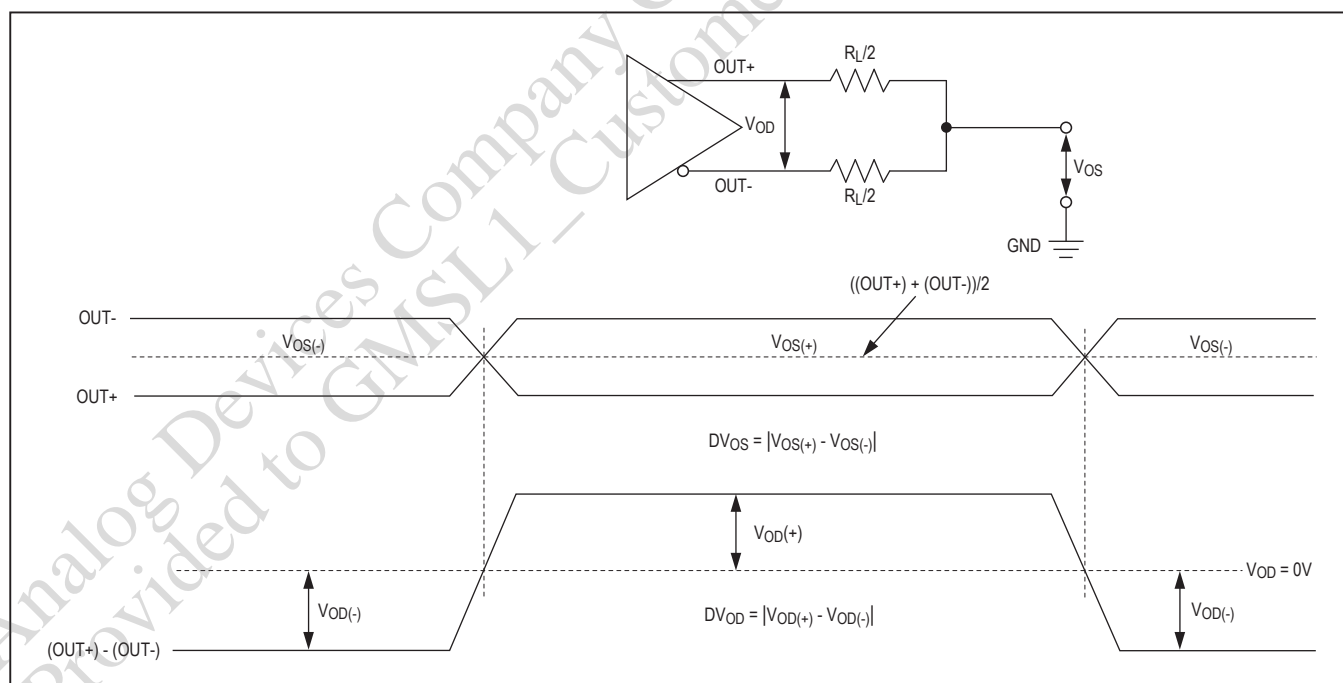 Analog Devices Company C
Provided to GMSL1_Custome
OUT+
RL/2
VOD
OUT-
RL/2
VOS
GND
((OUT+) + (OUT-))/2
OUT-
VOS(-)
VOS(+)
VOS(-)
OUT+
DVOS = |VOS(+) - VOS(-)|
VOD(+)
VOD = 0V
VOD(-)
DVOD = |VOD(+) - VOD(-)|
VOD(-)
(OUT+) - (OUT-)